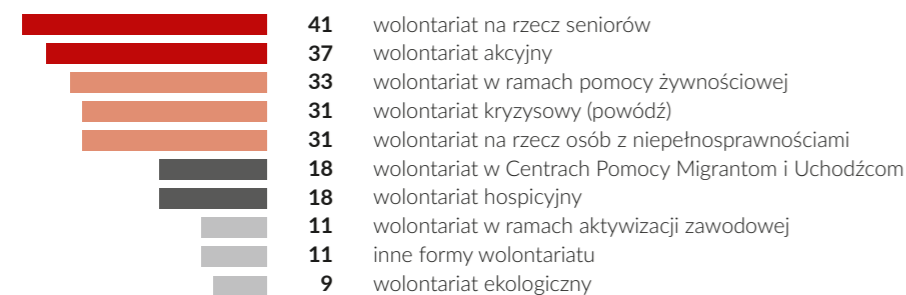 41 wolontariat na rzecz seniorów
37 wolontariat akcyjny
33 wolontariat w ramach pomocy żywnościowej
31 wolontariat kryzysowy (powódź)
31 wolontariat na rzecz osób z niepełnosprawnościami
18 wolontariat w Centrach Pomocy Migrantom i Uchodźcom
18 wolontariat hospicyjny
11 wolontariat w ramach aktywizacji zawodowej
11 inne formy wolontariatu
9 wolontariat ekologiczny